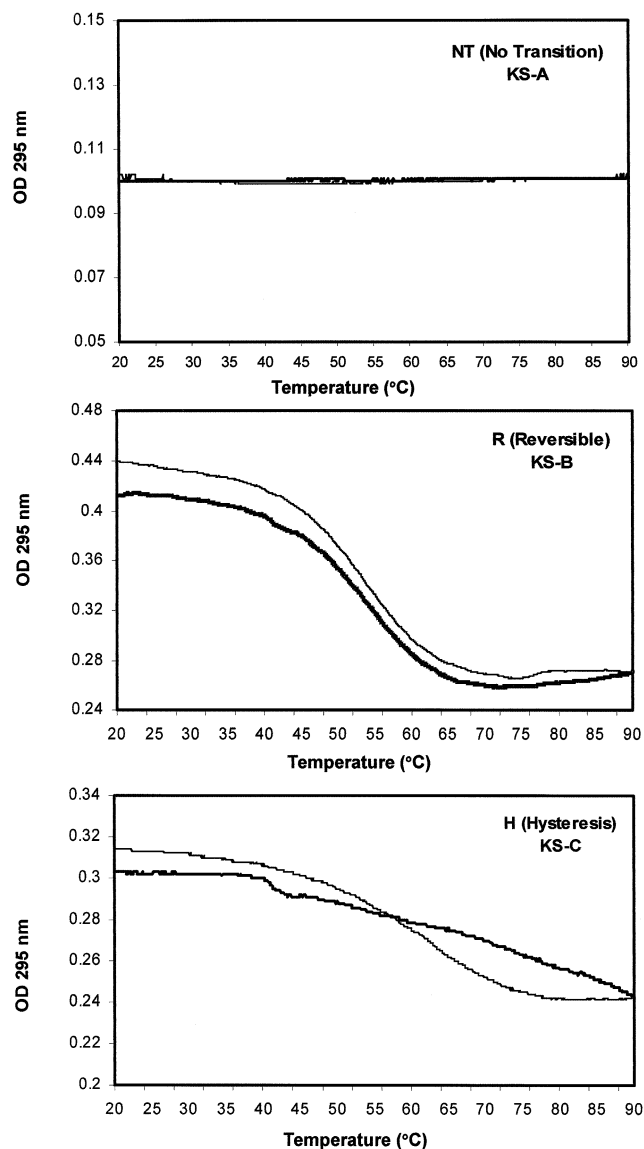 0.15
NT (No Transition)
KS-A
0.13
OD 295 nm
0.11
0.09
0.07
0.05
20 25 30 35 40 45 50 55 60 65 70 75 80 85 90
Temperature (°C)
0.48
R (Reversible)
KS-B
0.44
0.4
OD 295 nm
0.36
0.32
0.28
0.24
20 25 30 35 40 45 50 55 60 65 70 75 80 85 90
Temperature (°C)
0.34
H (Hysteresis)
KS-C
0.32
0.3
OD 295 nm
0.28
0.26
0.24
0.22
0.2
20 25 30 35 40 45 50 55 60 65 70 75 80 85 90
Temperature (°C)